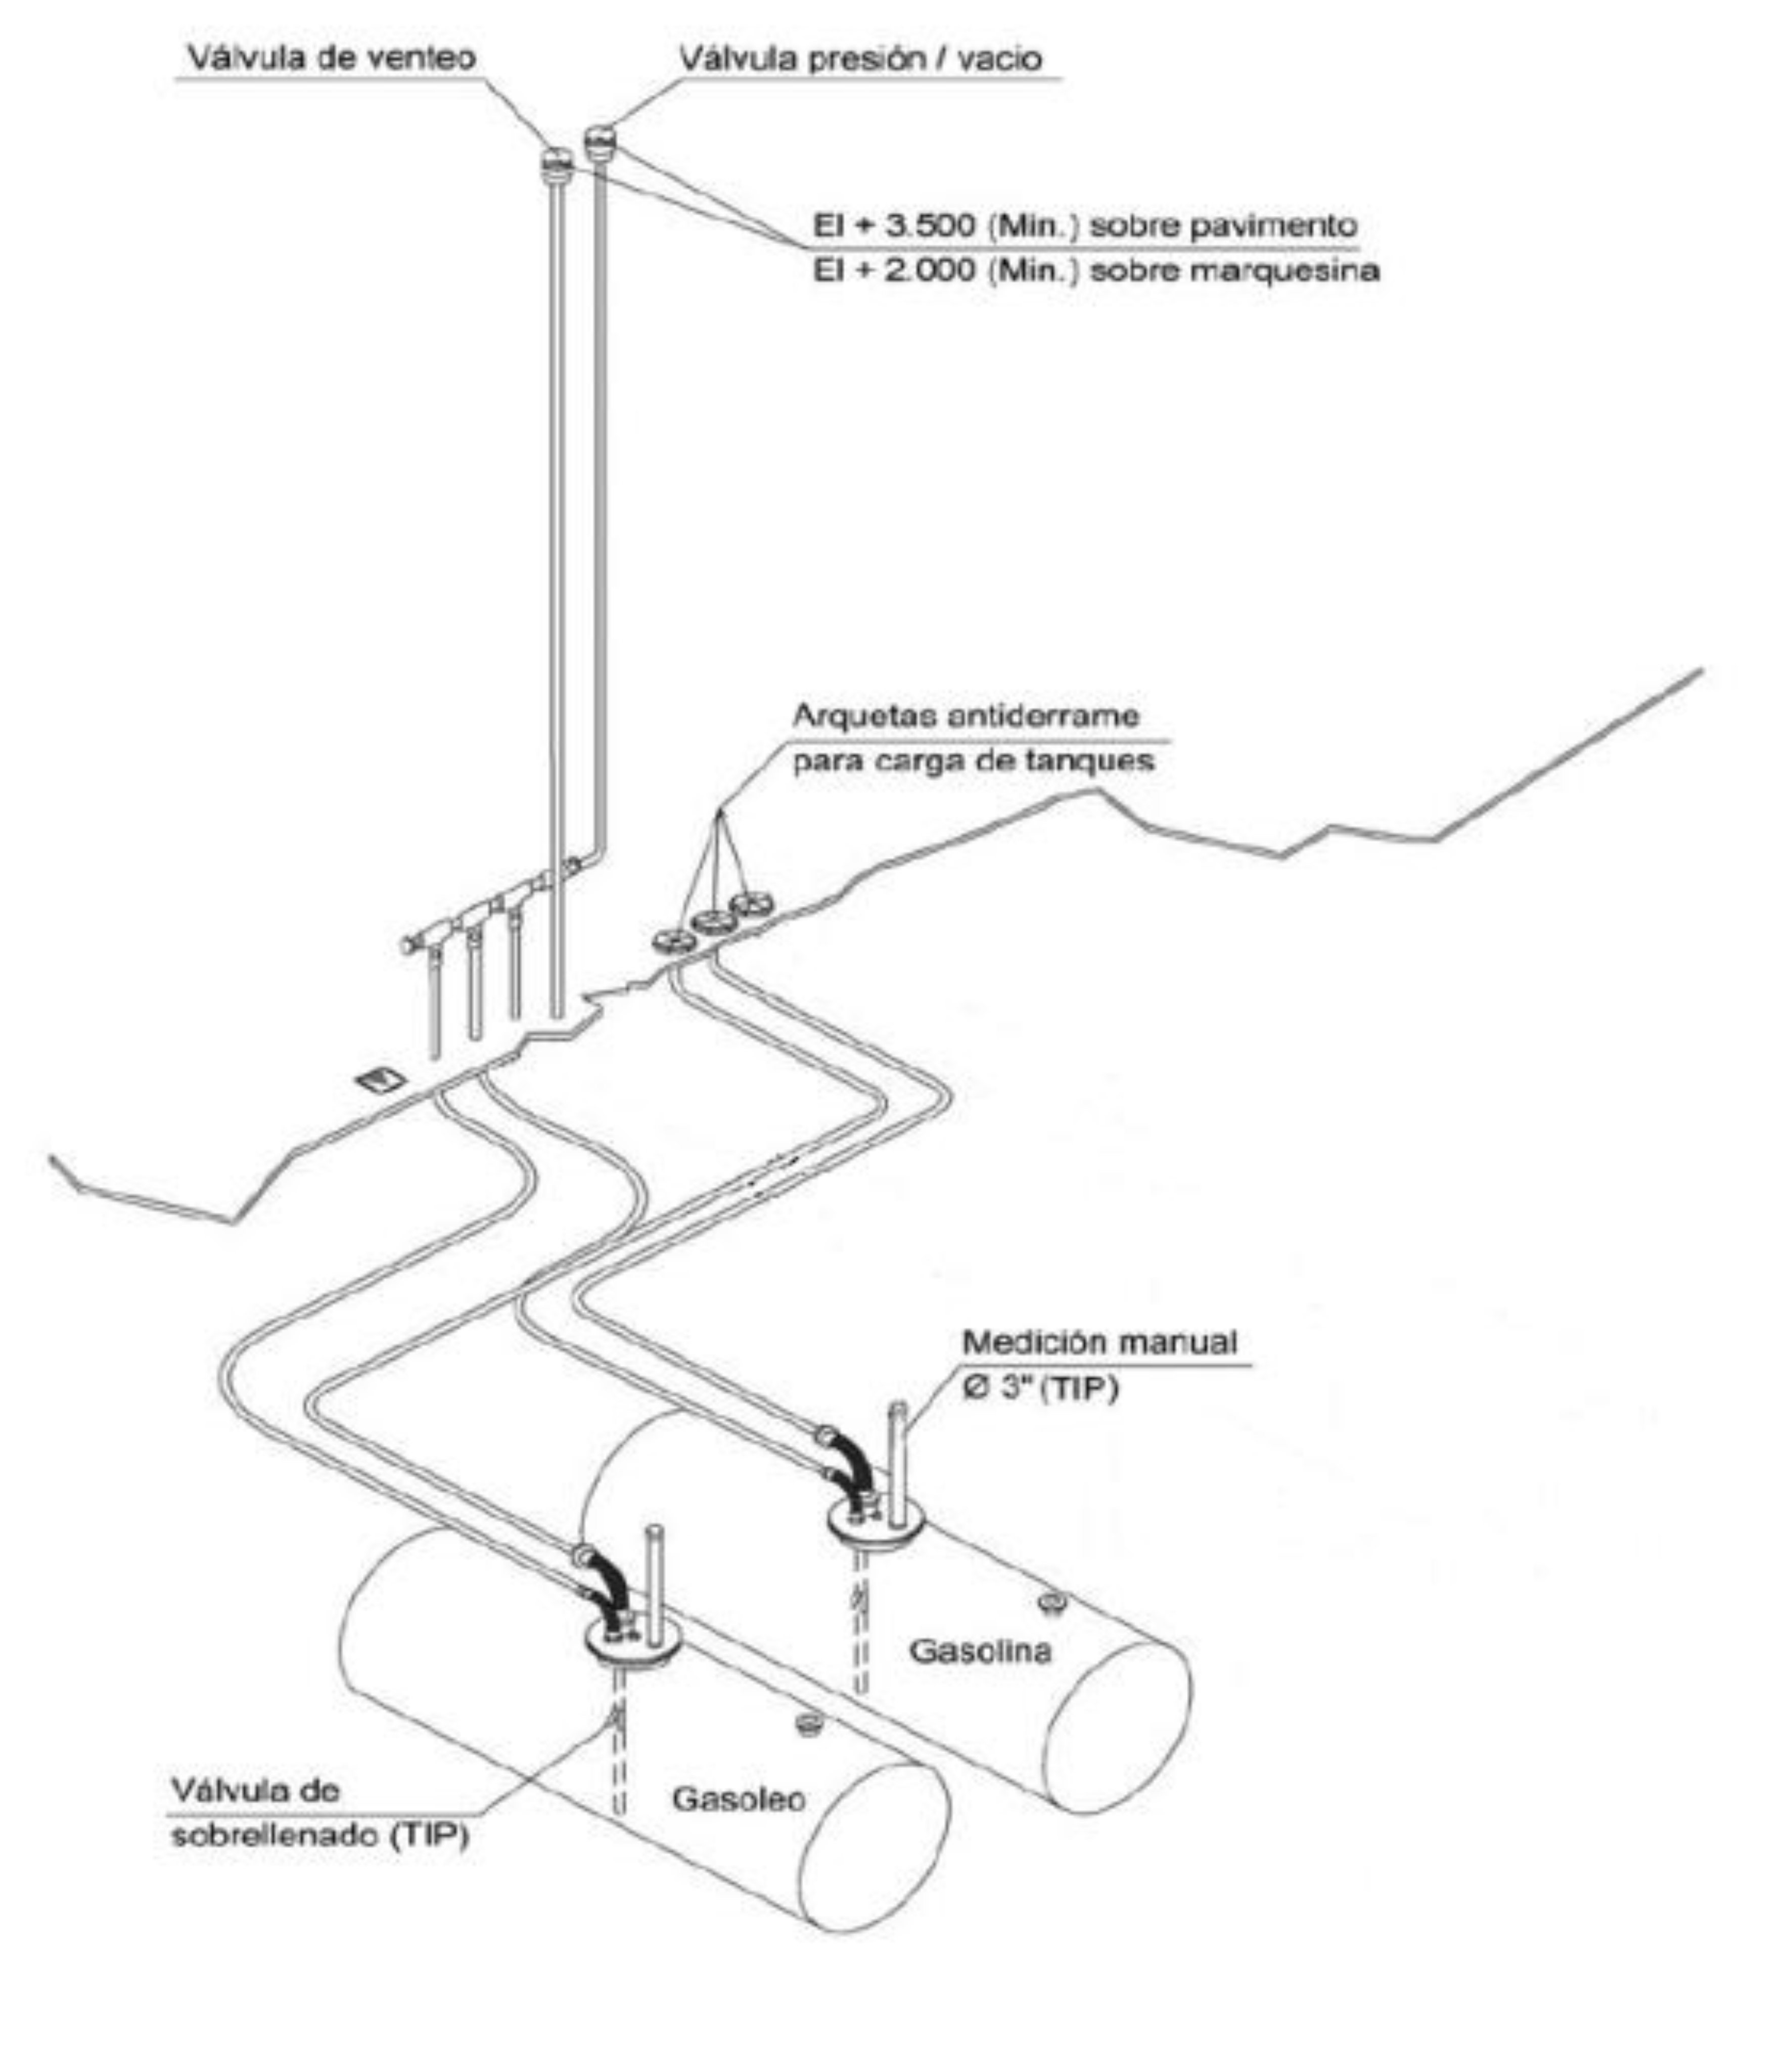 Válvula de venteo
Válvula presión / vacio
El + 3.500 (Min.) sobre pavimento
El + 2.000 (Min.) sobre marquesina
Arquetas antiderrame
para carga de tanques
Medición manual
Ø 3" (TIP)
Gasolina
Gasoleo
Válvula de
sobrellenado (TIP)